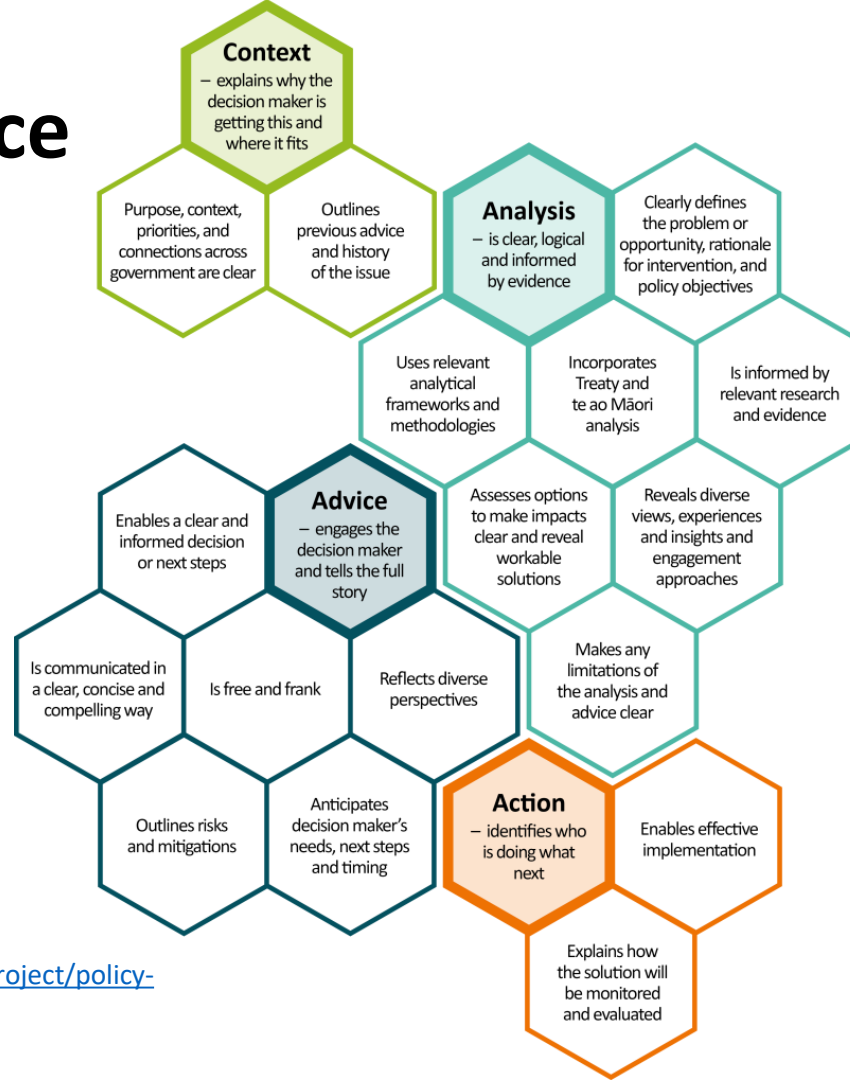 ce
Context
– explains why the
decision maker is
getting this and
where it fits
Purpose, context,
priorities, and
connections across
government are clear
Outlines
previous advice
and history
of the issue
Analysis
– is clear, logical
and informed
by evidence
Clearly defines
the problem or
opportunity, rationale
for intervention, and
policy objectives
Uses relevant
analytical
frameworks and
methodologies
Incorporates
Treaty and
te ao Māori
analysis
Is informed by
relevant research
and evidence
Assesses options
to make impacts
clear and reveal
workable
solutions
Reveals diverse
views, experiences
and insights and
engagement
approaches
Makes any
limitations of
the analysis and
advice clear
Advice
– engages the
decision maker
and tells the full
story
Enables a clear and
informed decision
or next steps
Is communicated in
a clear, concise and
compelling way
Is free and frank
Reflects diverse
perspectives
Outlines risks
and mitigations
Anticipates
decision maker's
needs, next steps
and timing
Action
– identifies who
is doing what
next
Enables effective
implementation
Explains how
the solution will
be monitored
and evaluated
roject/policy-